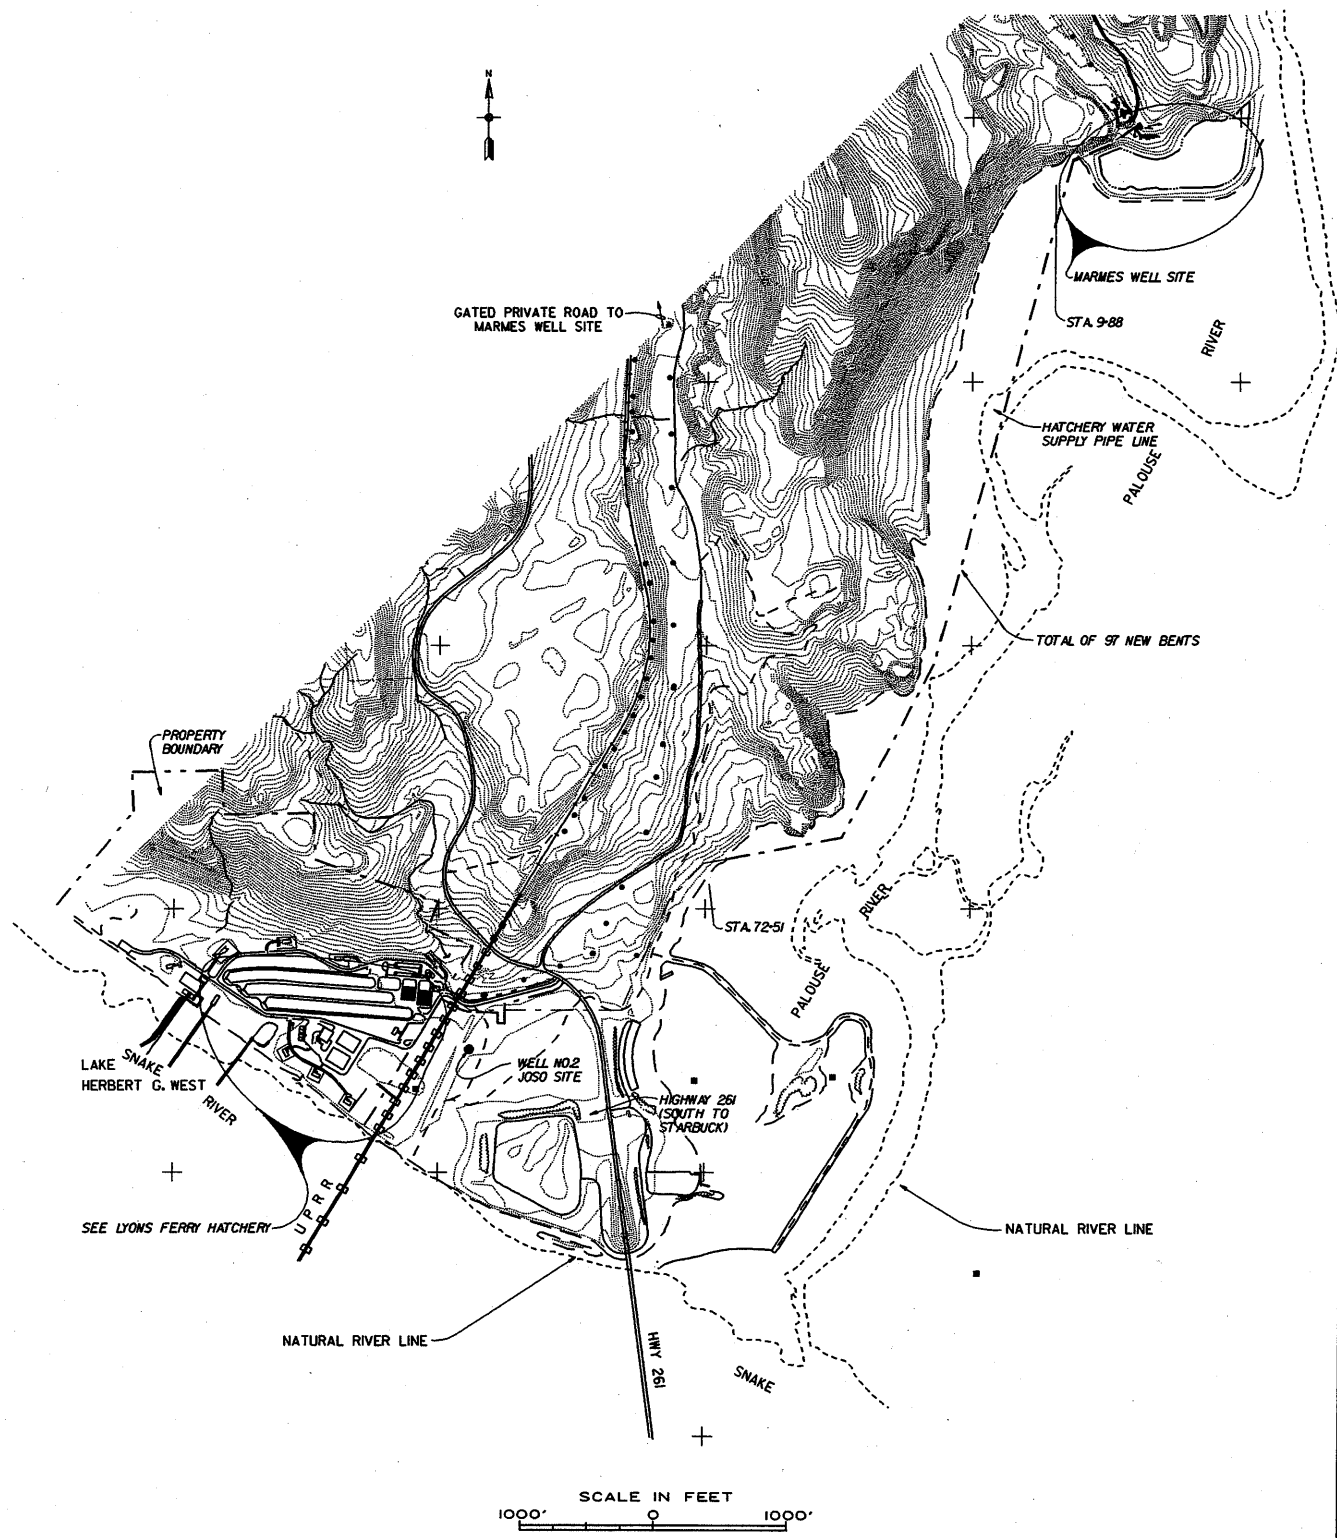 N
MARMES WELL SITE
GATED PRIVATE ROAD TO
MARMES WELL SITE
STA. 9+88
RIVER
HATCHERY WATER
SUPPLY PIPE LINE
PALOUSE
TOTAL OF 97 NEW BENTS
PROPERTY
BOUNDARY
RIVER
STA. 72+51
PALOUSE
LAKE
HERBERT G. WEST
SNAKE
RIVER
WELL NO.2
JOSO SITE
HIGHWAY 261
(SOUTH TO
STARBUCK)
UPRR
SEE LYONS FERRY HATCHERY
NATURAL RIVER LINE
NATURAL RIVER LINE
HWY 261
SNAKE
SCALE IN FEET
1000' 0 1000'